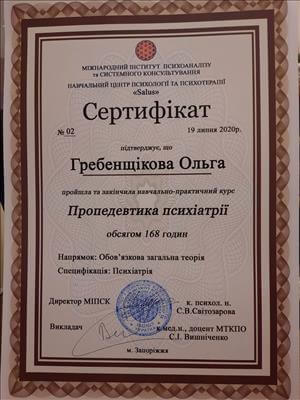 МІЖНАРОДНИЙ ІНСТИТУТ ПСИХОАНАЛІЗУ
та СИСТЕМНОГО КОНСУЛЬТУВАННЯ
НАВЧАЛЬНИЙ ЦЕНТР ПСИХОЛОГІЇ ТА ПСИХОТЕРАПІЇ
«Salus»
Сертифікат
№ 02 19 липня 2020р.
підтверджує, що
Гребенщікова Ольга
пройшла та закінчила навчально-практичний курс
Пропедевтика психіатрії
обсягом 168 годин
Напрямок: Обов'язкова загальна теорія
Специфікація: Психіатрія
Директор МІПСК к. психол. н.
С.В.Світозарова
Викладач к.мед.н., доцент МТКПО
С.І. Вишніченко
м. Запоріжжя